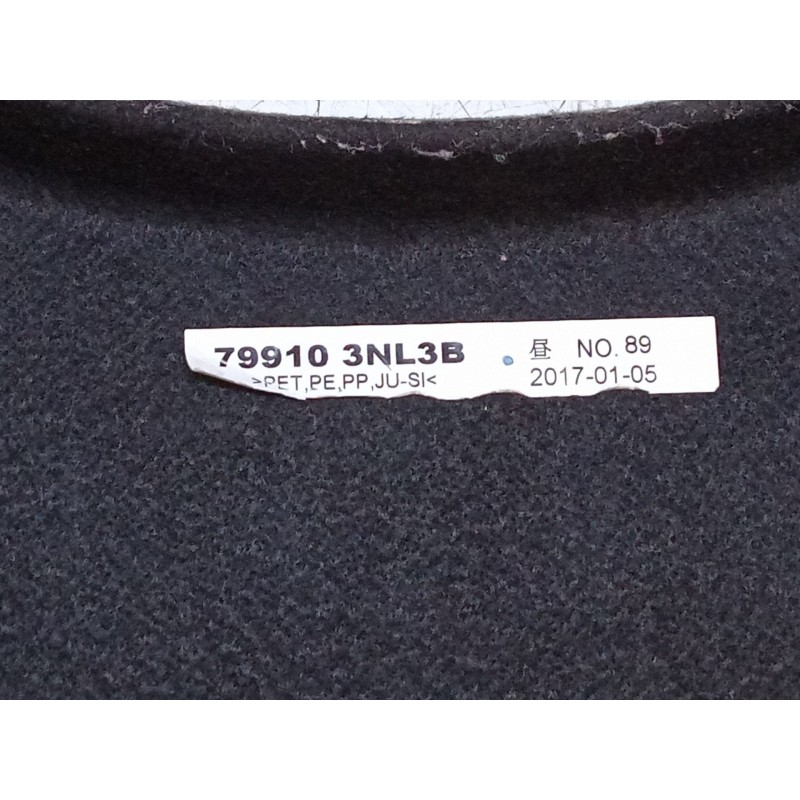 79910 3NL3B
>PET,PE,PP,JU-SI<
昼 NO. 89
2017-01-05